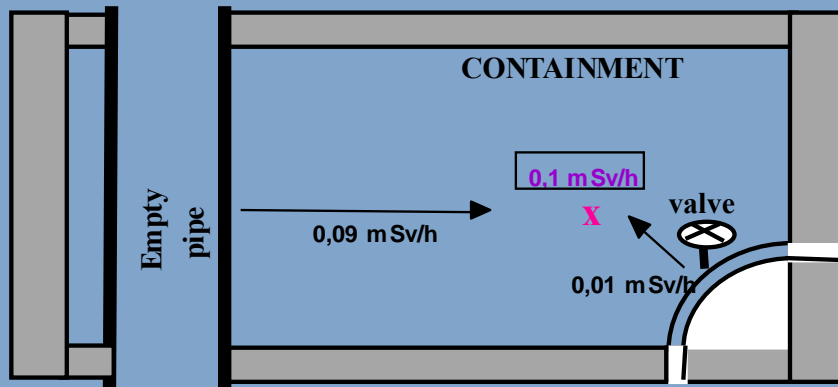 CONTAINMENT
Empty
pipe
0,1 mSv/h
x
valve
0,09 mSv/h
0,01 mSv/h